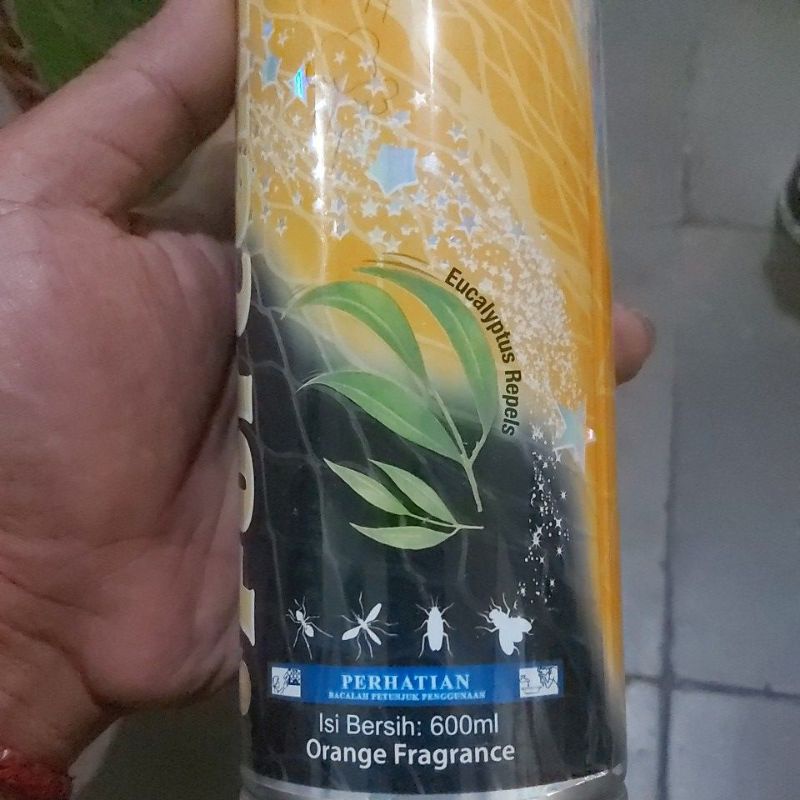 Eucalyptus Repels
PERHATIAN
BACALAH PETUNJUK PENGGUNAAN
Isi Bersih: 600ml
Orange Fragrance